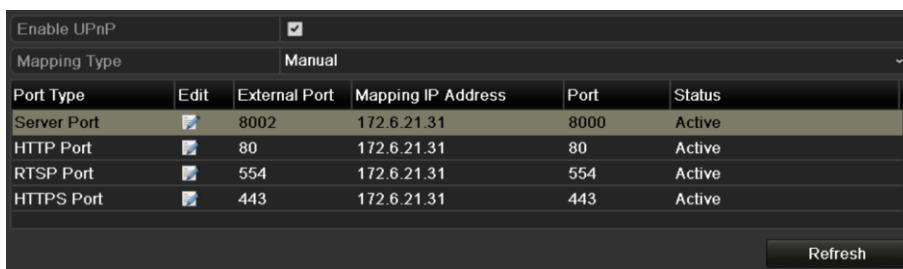 Enable UPnP
Mapping Type Manual
Port Type Edit External Port Mapping IP Address Port Status
Server Port 8002 172.6.21.31 8000 Active
HTTP Port 80 172.6.21.31 80 Active
RTSP Port 554 172.6.21.31 554 Active
HTTPS Port 443 172.6.21.31 443 Active
Refresh